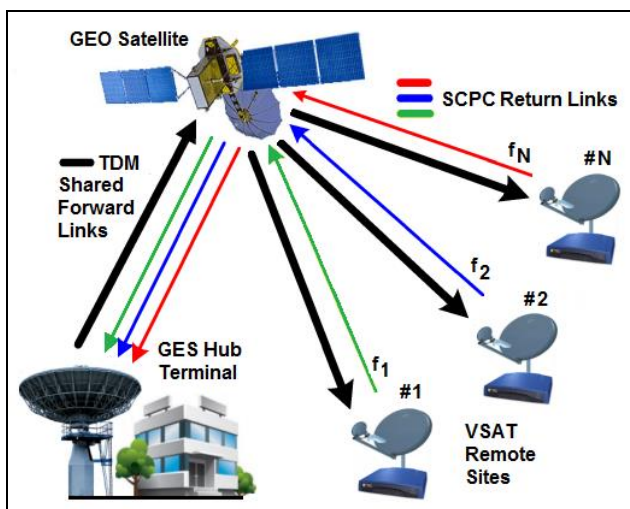 GEO Satellite
SCPC Return Links
TDM
Shared
Forward
Links
fN
#N
f2
#2
GES Hub
Terminal
f1
#1
VSAT
Remote
Sites